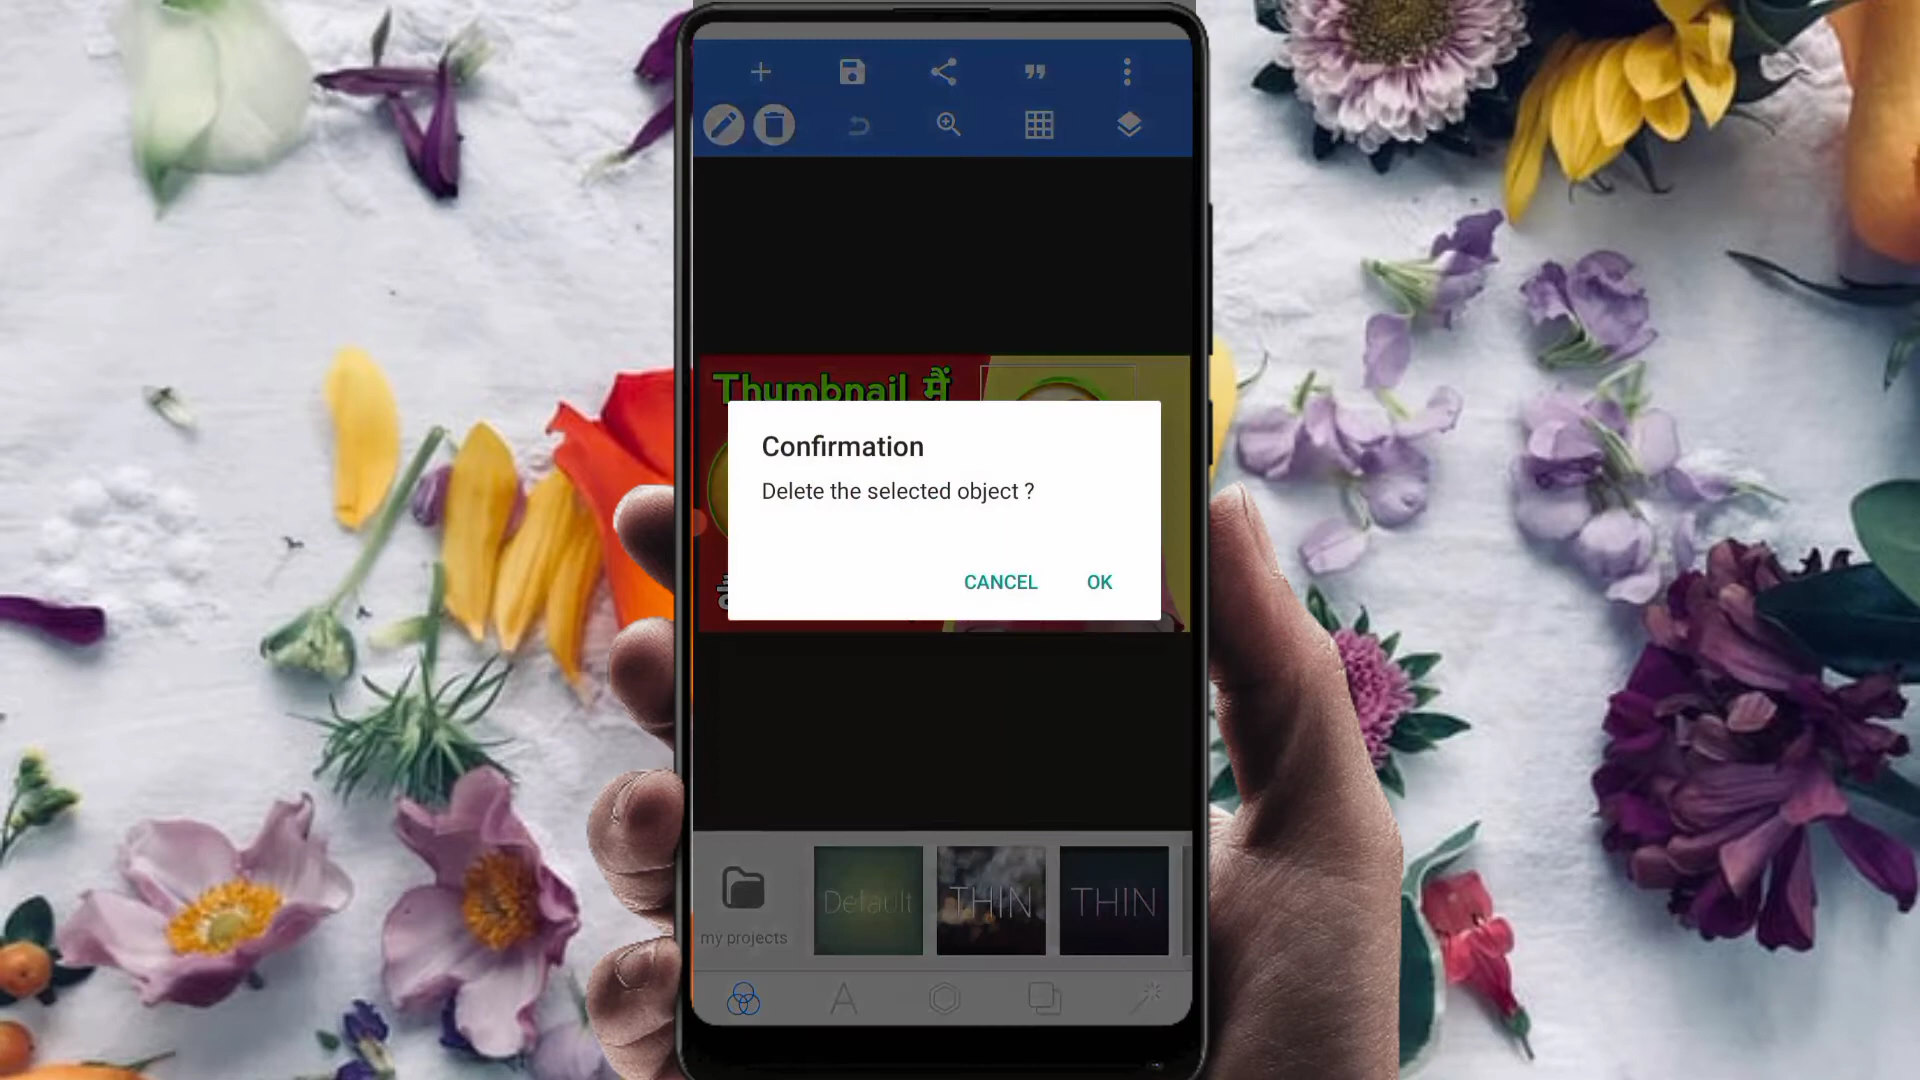 Thumbnail में
Confirmation
Delete the selected object ?
CANCEL OK
my projects
Default
THIN
THIN